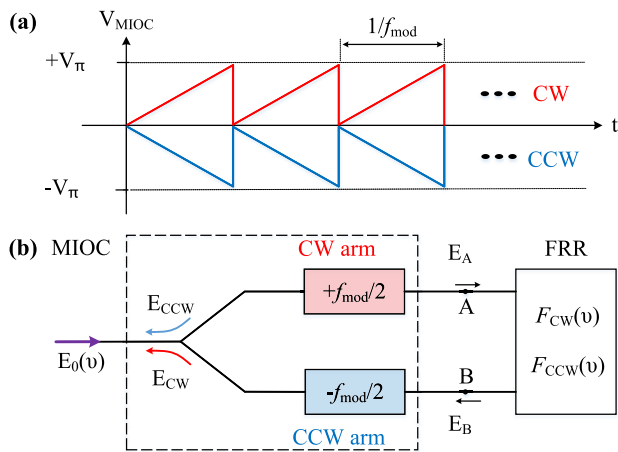 (a)
V_MIOC
1/f_mod
+V_π
CW
t
CCW
-V_π
(b) MIOC
CW arm
E_A
FRR
E_CCW
+f_mod/2
A
F_CW(υ)
E_0(υ)
E_CW
B
F_CCW(υ)
-f_mod/2
E_B
CCW arm